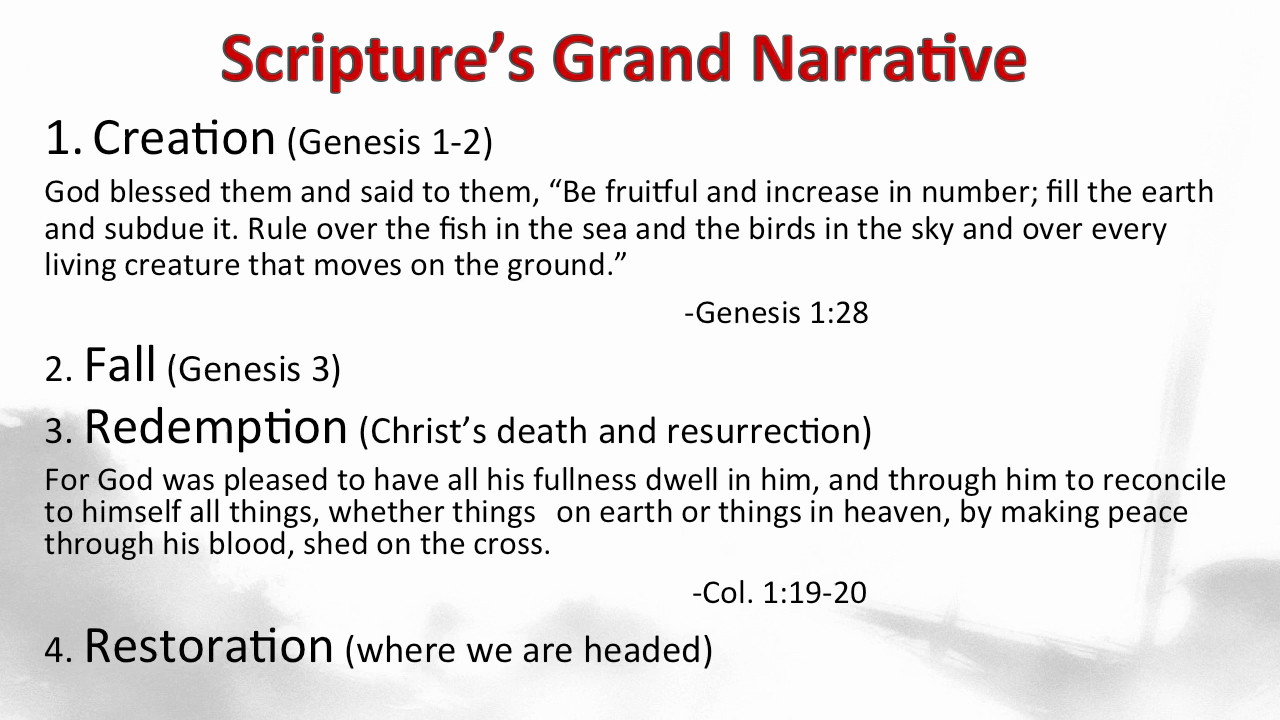 Scripture’s Grand Narrative
1. Creation (Genesis 1-2)
God blessed them and said to them, “Be fruitful and increase in number; fill the earth
and subdue it. Rule over the fish in the sea and the birds in the sky and over every
living creature that moves on the ground.”
-Genesis 1:28
2. Fall (Genesis 3)
3. Redemption (Christ’s death and resurrection)
For God was pleased to have all his fullness dwell in him, and through him to reconcile
to himself all things, whether things on earth or things in heaven, by making peace
through his blood, shed on the cross.
-Col. 1:19-20
4. Restoration (where we are headed)